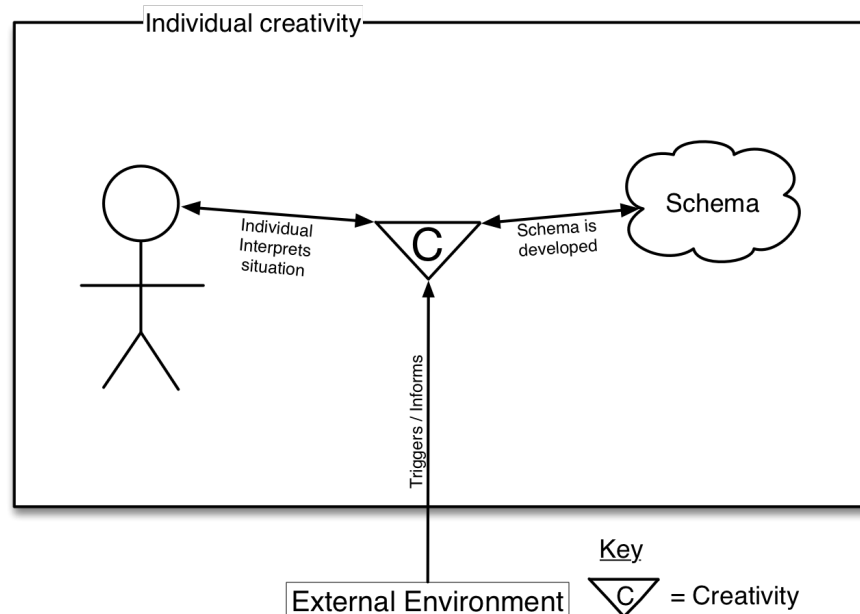 Individual creativity
Individual
Interprets
situation
C
Schema is
developed
Schema
Triggers / Informs
External Environment
Key
C = Creativity